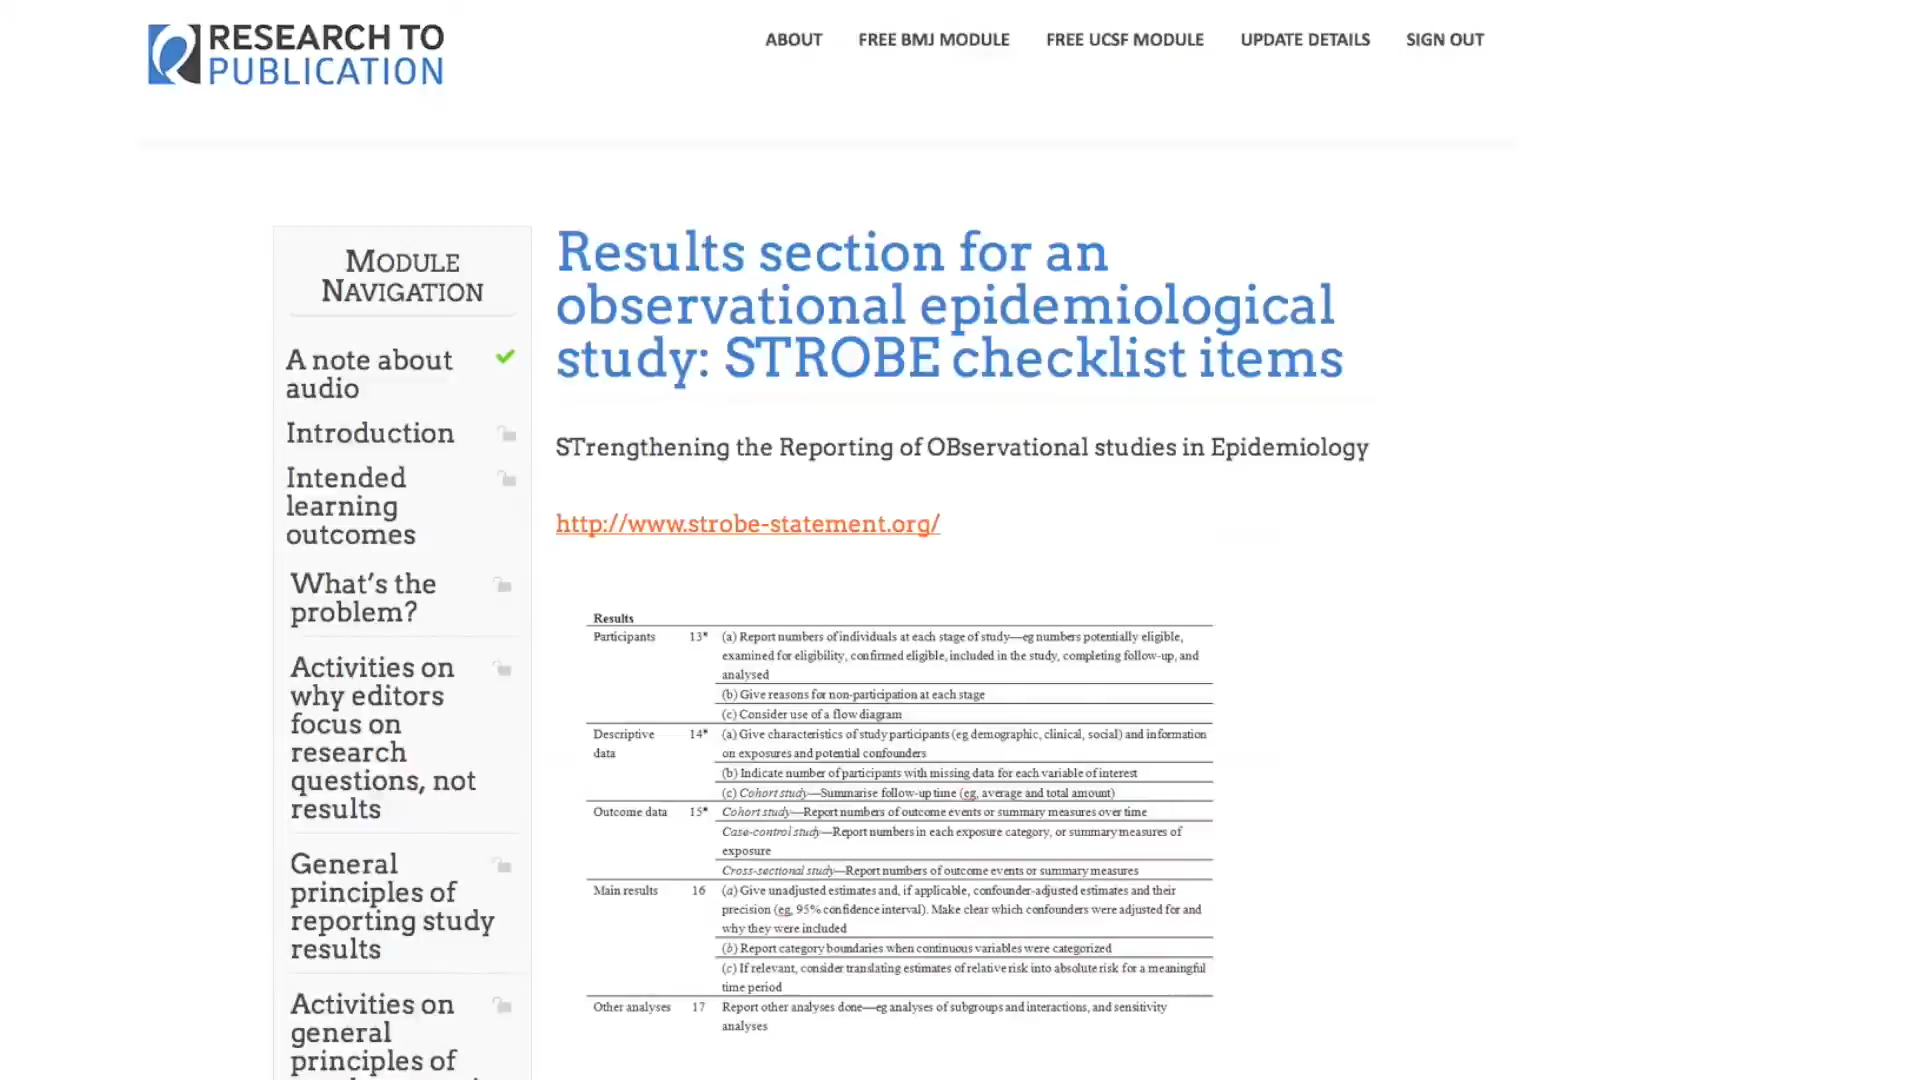 RESEARCH TO
PUBLICATION
ABOUT
FREE BMJ MODULE
FREE UCSF MODULE
UPDATE DETAILS
SIGN OUT
MODULE
NAVIGATION
A note about
audio
Introduction
Intended
learning
outcomes
What's the
problem?
Activities on
why editors
focus on
research
questions, not
results
General
principles of
reporting study
results
Activities on
general
principles of
Results section for an
observational epidemiological
study: STROBE checklist items
STrengthening the Reporting of OBservational studies in Epidemiology
http://www.strobe-statement.org/
Results
Participants 13* (a) Report numbers of individuals at each stage of study—eg numbers potentially eligible,
examined for eligibility, confirmed eligible, included in the study, completing follow-up, and
analysed
(b) Give reasons for non-participation at each stage
(c) Consider use of a flow diagram
Descriptive 14* (a) Give characteristics of study participants (eg demographic, clinical, social) and information
data on exposures and potential confounders
(b) Indicate number of participants with missing data for each variable of interest
(c) Cohort study—Summarise follow-up time (eg, average and total amount)
Outcome data 15* Cohort study—Report numbers of outcome events or summary measures over time
Case-control study—Report numbers in each exposure category, or summary measures of
exposure
Cross-sectional study—Report numbers of outcome events or summary measures
Main results 16 (a) Give unadjusted estimates and, if applicable, confounder-adjusted estimates and their
precision (eg, 95% confidence interval). Make clear which confounders were adjusted for and
why they were included
(b) Report category boundaries when continuous variables were categorized
(c) If relevant, consider translating estimates of relative risk into absolute risk for a meaningful
time period
Other analyses 17 Report other analyses done—eg analyses of subgroups and interactions, and sensitivity
analyses